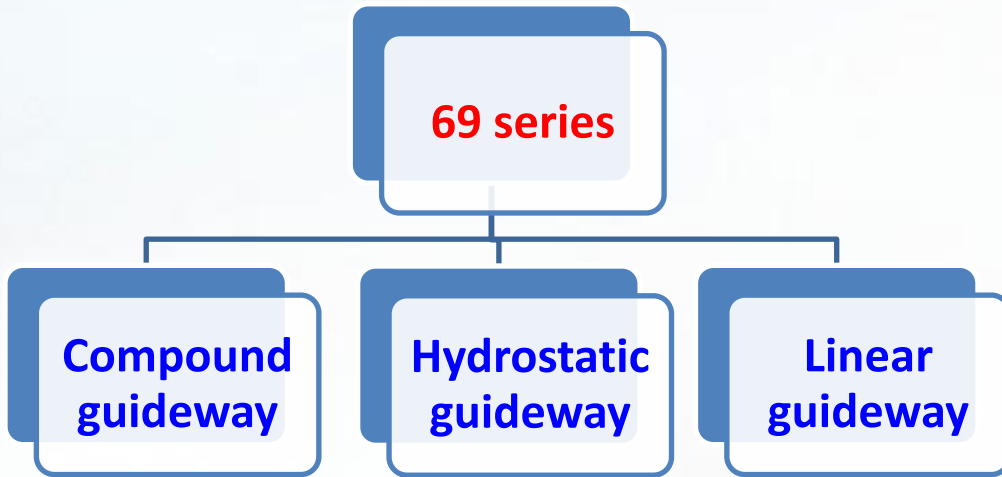 69 series
Compound
guideway
Hydrostatic
guideway
Linear
guideway